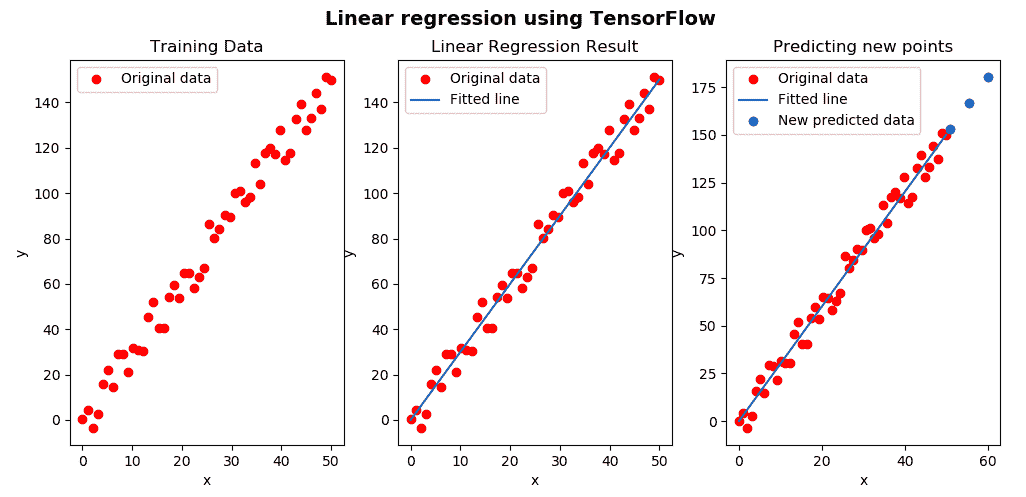 Linear regression using TensorFlow
Training Data
Original data
140
120
100
80
60
40
20
0
y
0 10 20 30 40 50
x
Linear Regression Result
Original data
Fitted line
140
120
100
80
60
40
20
0
y
0 10 20 30 40 50
x
Predicting new points
Original data
Fitted line
New predicted data
175
150
125
100
75
50
25
0
y
0 20 40 60
x